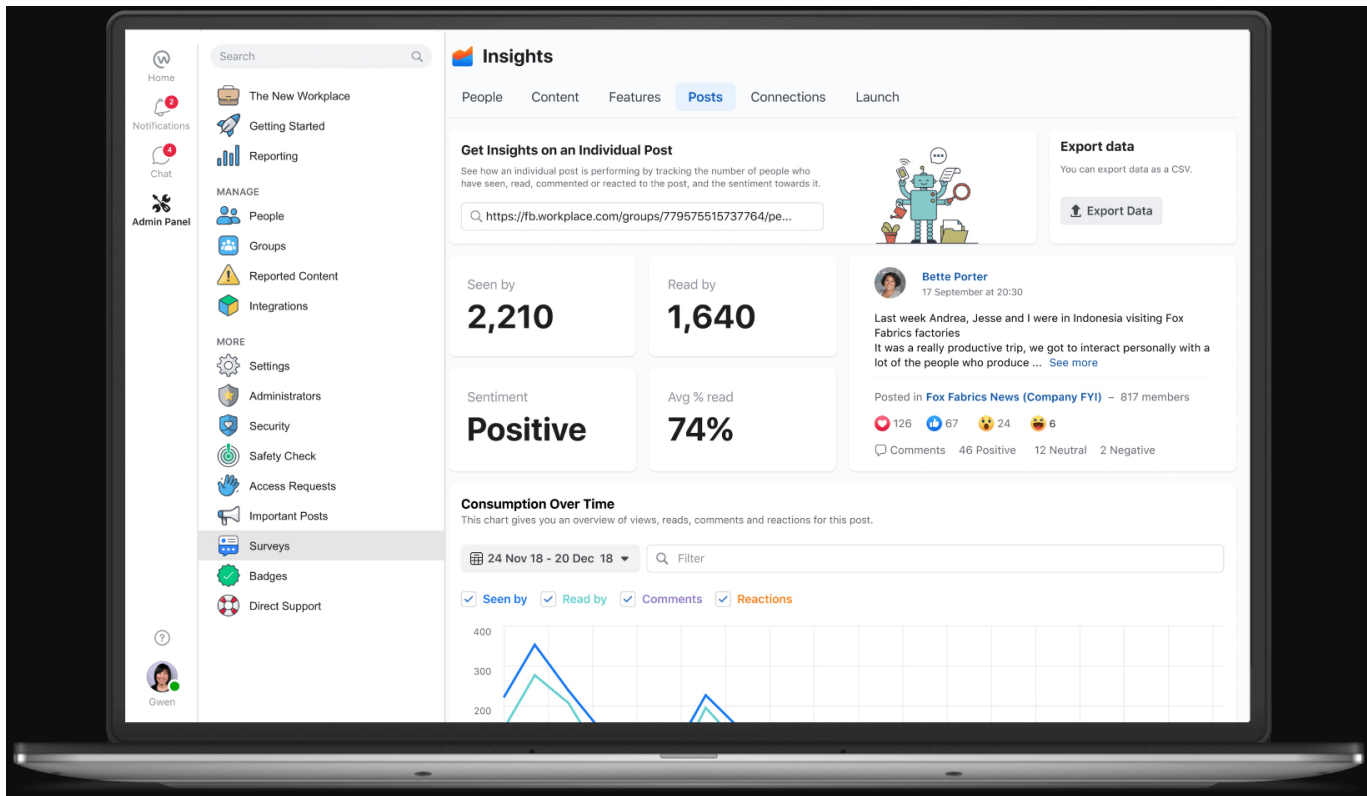 Home
2
Notifications
4
Chat
Admin Panel
?
Gwen
Search
The New Workplace
Getting Started
Reporting
MANAGE
People
Groups
Reported Content
Integrations
MORE
Settings
Administrators
Security
Safety Check
Access Requests
Important Posts
Surveys
Badges
Direct Support
Insights
People Content Features Posts Connections Launch
Get Insights on an Individual Post
See how an individual post is performing by tracking the number of people who
have seen, read, commented or reacted to the post, and the sentiment towards it.
https://fb.workplace.com/groups/779575515737764/pe...
Export data
You can export data as a CSV.
Export Data
Seen by
2,210
Read by
1,640
Sentiment
Positive
Avg % read
74%
Bette Porter
17 September at 20:30
Last week Andrea, Jesse and I were in Indonesia visiting Fox
Fabrics factories
It was a really productive trip, we got to interact personally with a
lot of the people who produce ... See more
Posted in Fox Fabrics News (Company FYI) – 817 members
126 67 24 6
Comments 46 Positive 12 Neutral 2 Negative
Consumption Over Time
This chart gives you an overview of views, reads, comments and reactions for this post.
24 Nov 18 - 20 Dec 18
Filter
Seen by Read by Comments Reactions
400
300
200